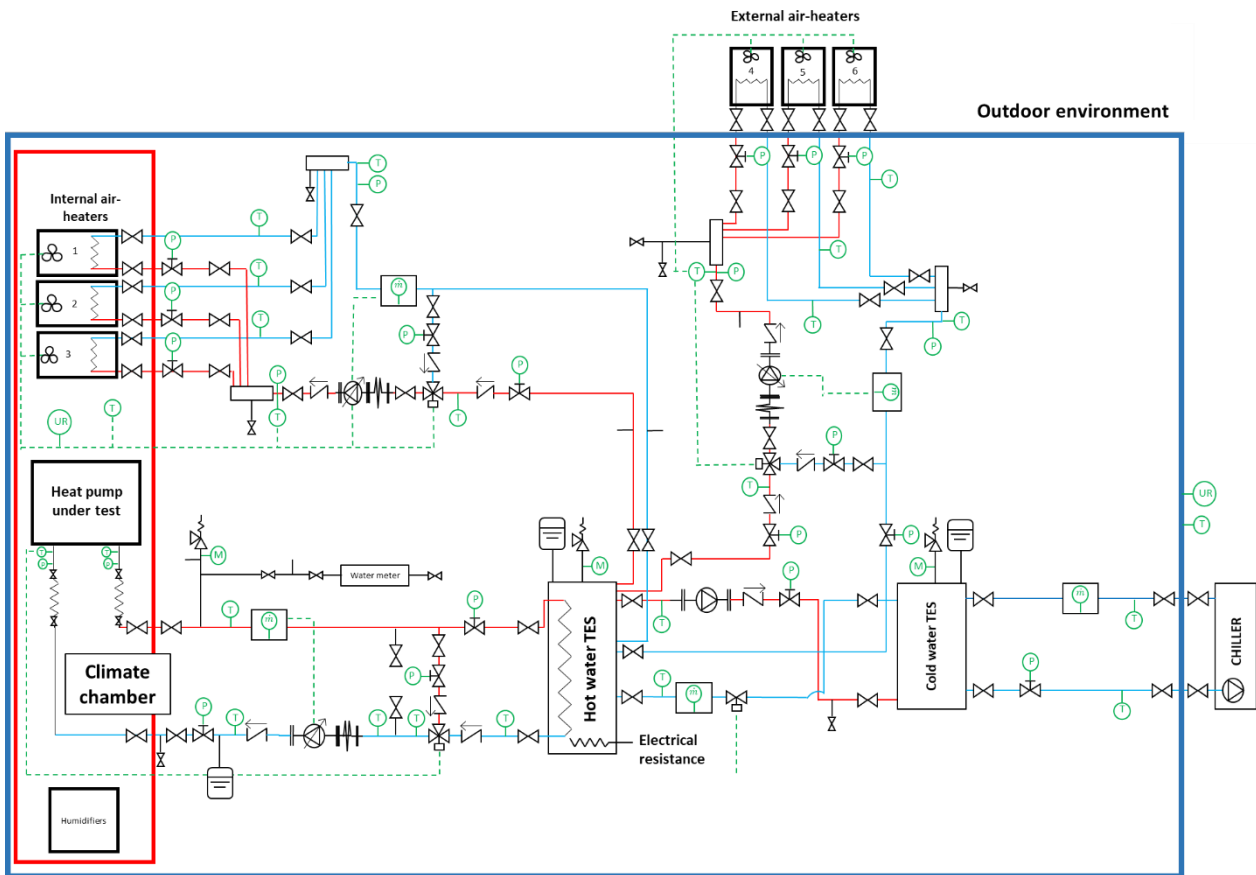 External air-heaters
4
5
6
Outdoor environment
P
P
P
T
T
P
Internal air-
heaters
T
T
1
P
T
T
P
ṁ
2
P
T
P
T
T
P
3
P
P
P
ṁ
T
P
T
T
UR
T
P
T
UR
Heat pump
under test
T
P
P
T
T
T
P
P
M
M
M
Water meter
P
P
T
ṁ
T
ṁ
T
Hot water TES
Cold water TES
CHILLER
Climate
chamber
P
T
ṁ
P
P
T
T
T
T
T
Electrical
resistance
Humidifiers